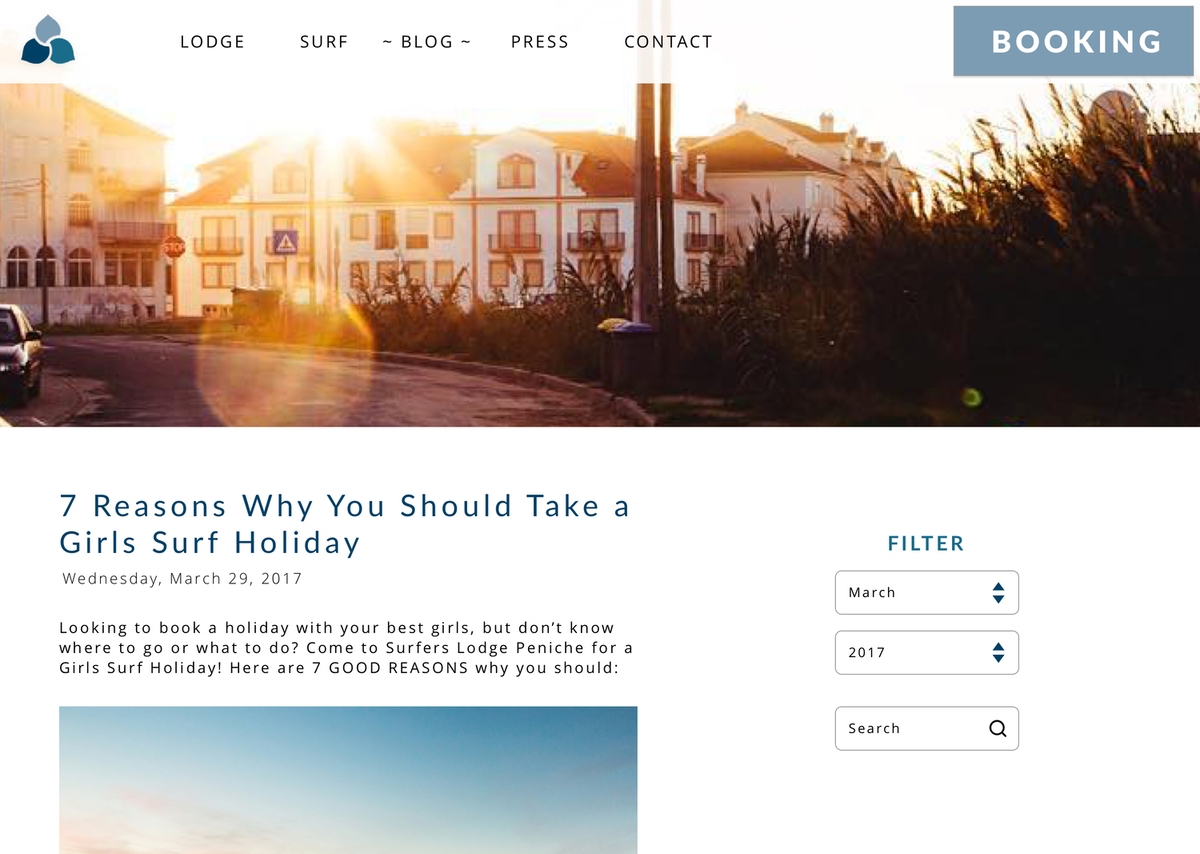 LODGE SURF ~ BLOG ~ PRESS CONTACT BOOKING
STOP
7 Reasons Why You Should Take a
Girls Surf Holiday
Wednesday, March 29, 2017
Looking to book a holiday with your best girls, but don’t know
where to go or what to do? Come to Surfers Lodge Peniche for a
Girls Surf Holiday! Here are 7 GOOD REASONS why you should:
FILTER
March
2017
Search